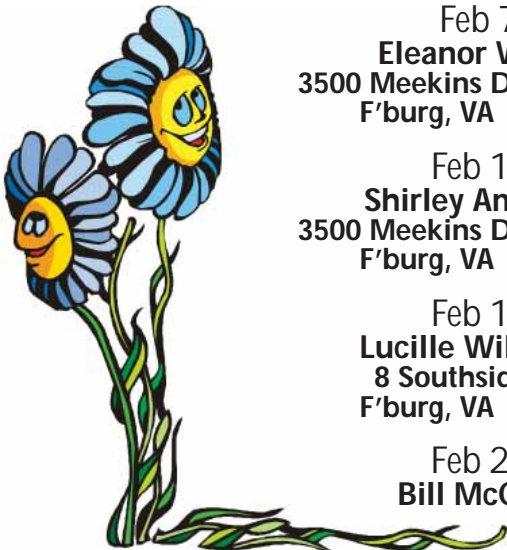 Feb 7
Eleanor
3500 Meekins
F'burg, VA
Feb
Shirley
3500 Meekins
F'burg, VA
Feb
Lucille
8
F'burg, VA
Feb
Bill